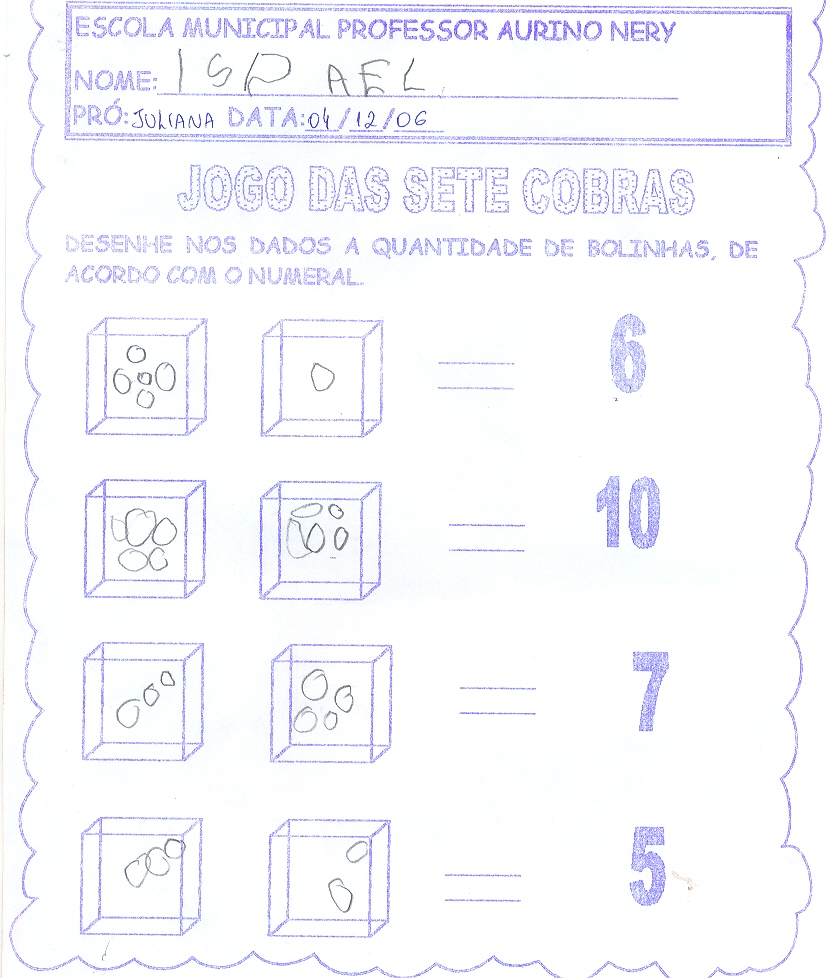 ESCOLA MUNICIPAL PROFESSOR AURINO NERY
NOME: ISRAEL
PRÓ: JULIANA DATA: 04/12/06
JOGO DAS SETE COBRAS
DESENHE NOS DADOS A QUANTIDADE DE BOLINHAS, DE
ACORDO COM O NUMERAL.
= 6
= 10
= 7
= 5